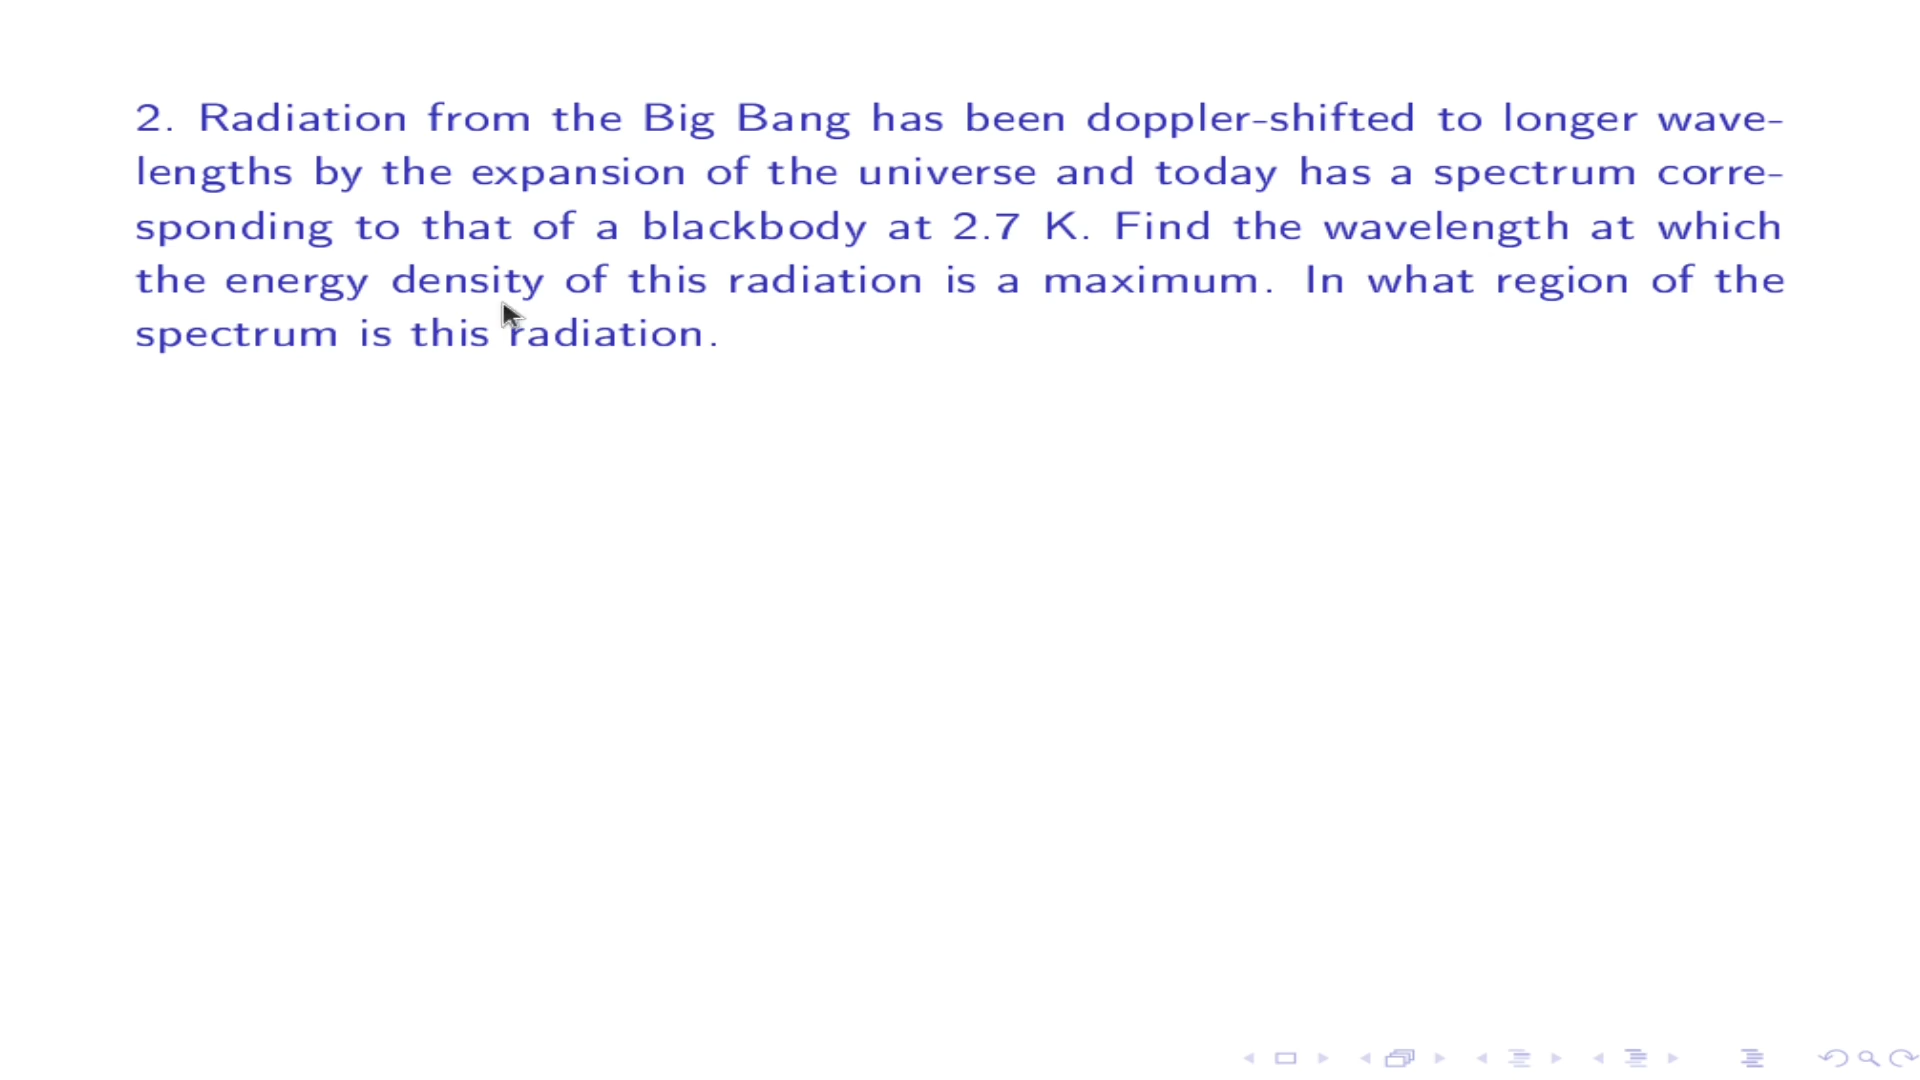 2. Radiation from the Big Bang has been doppler-shifted to longer wave-
lengths by the expansion of the universe and today has a spectrum corre-
sponding to that of a blackbody at 2.7 K. Find the wavelength at which
the energy density of this radiation is a maximum. In what region of the
spectrum is this radiation.